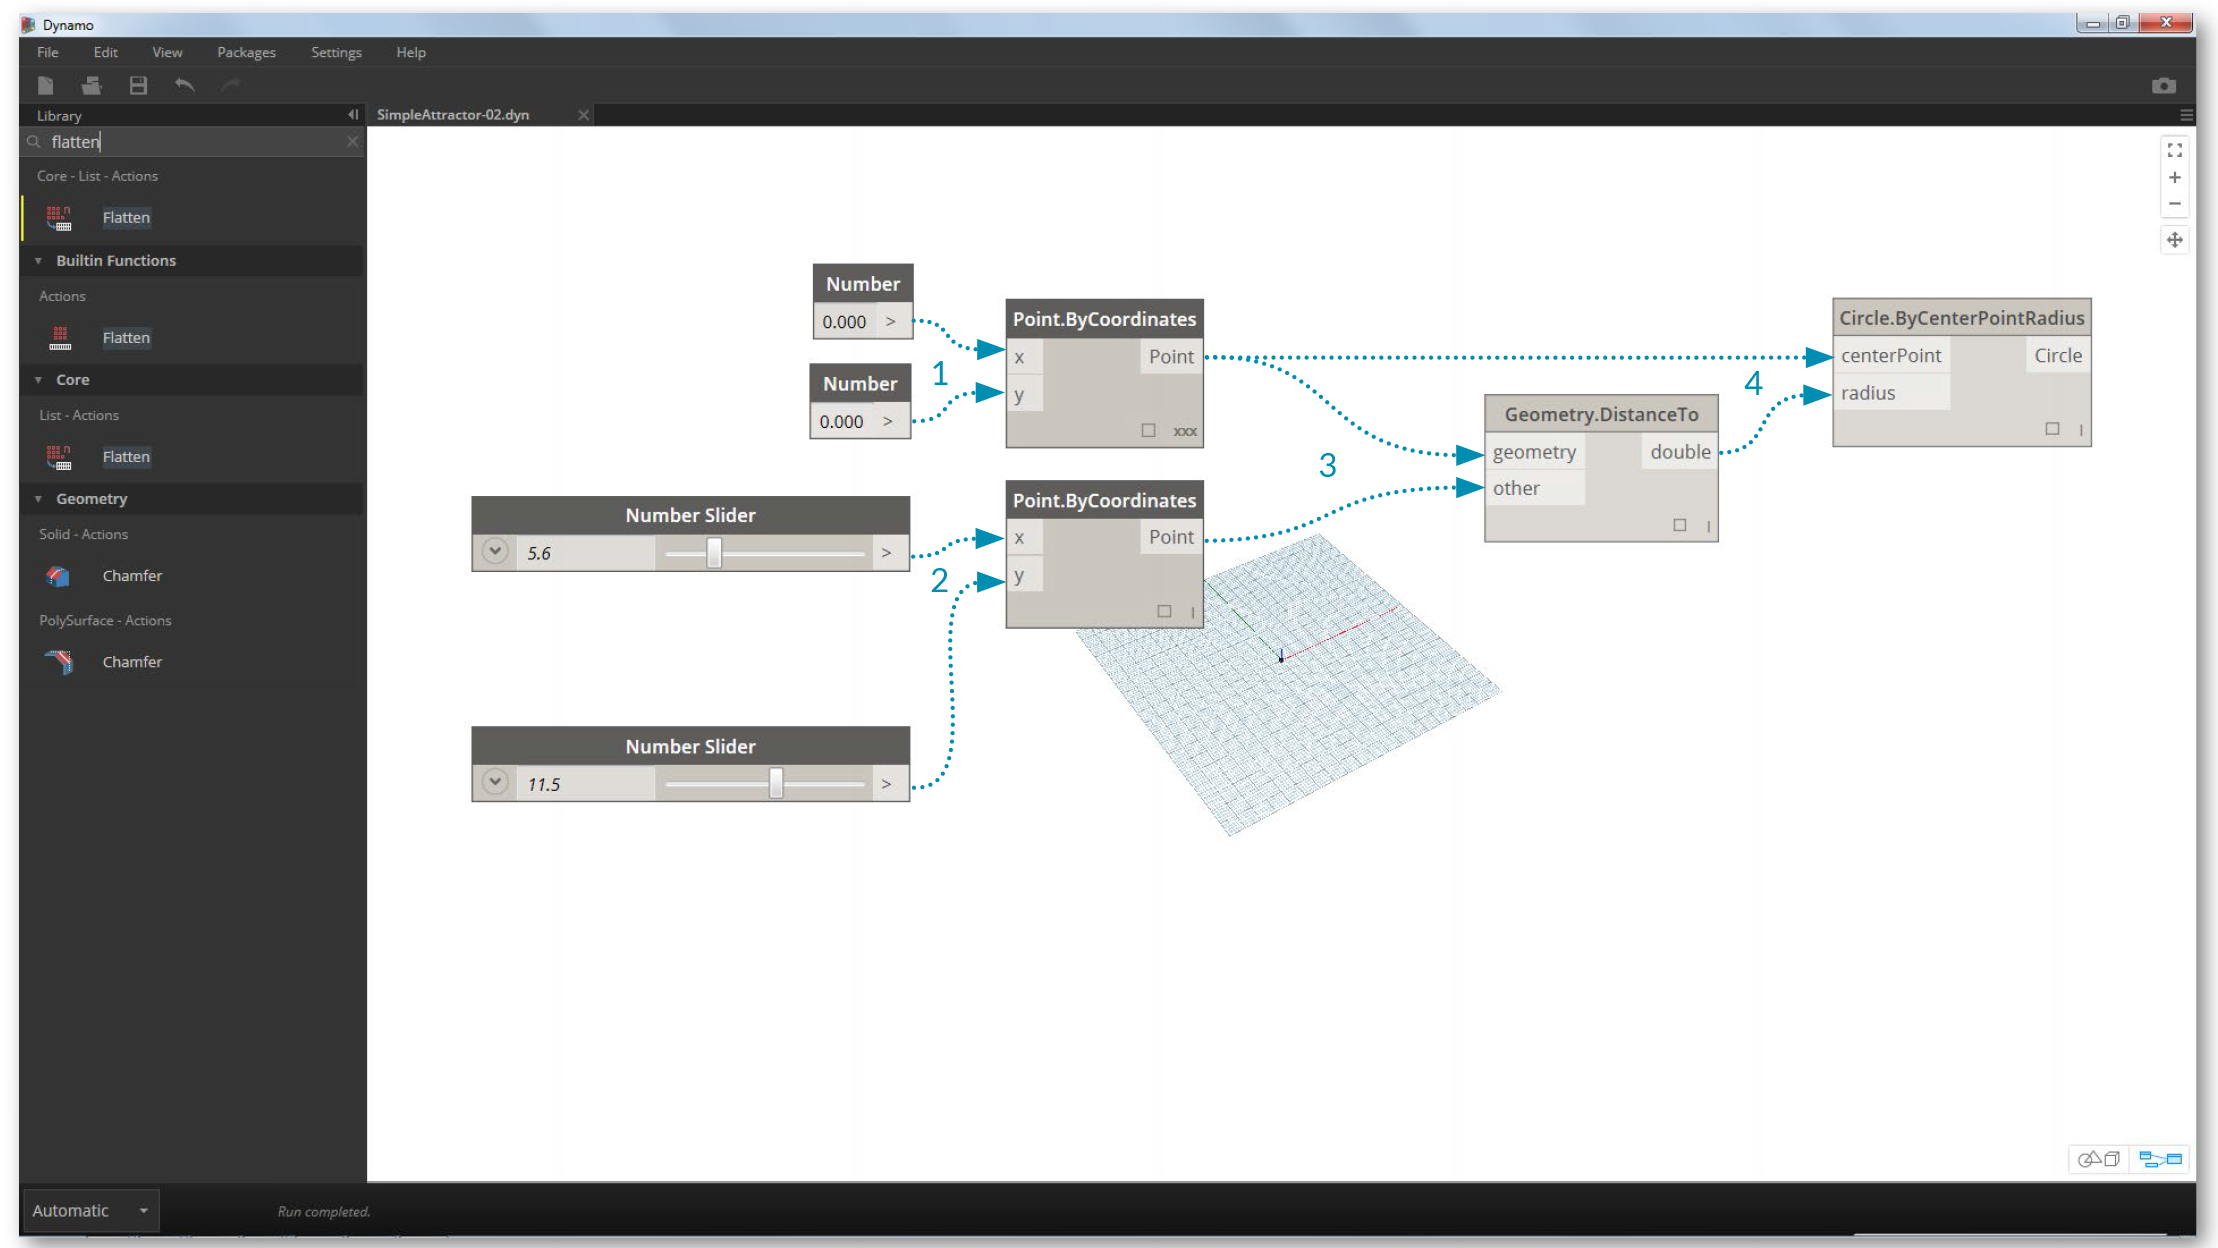 Dynamo
File Edit View Packages Settings Help
Library
SimpleAttractor-02.dyn
flatten
Core - List - Actions
Flatten
Builtin Functions
Actions
Flatten
Core
List - Actions
Flatten
Geometry
Solid - Actions
Chamfer
PolySurface - Actions
Chamfer
Number
0.000 >
Number
0.000 >
1
Point.ByCoordinates
x Point
y
xxx
Number Slider
5.6 >
2
Number Slider
11.5 >
Point.ByCoordinates
x Point
y
I
3
Geometry.DistanceTo
geometry double
other
I
4
Circle.ByCenterPointRadius
centerPoint Circle
radius
I
Automatic
Run completed.